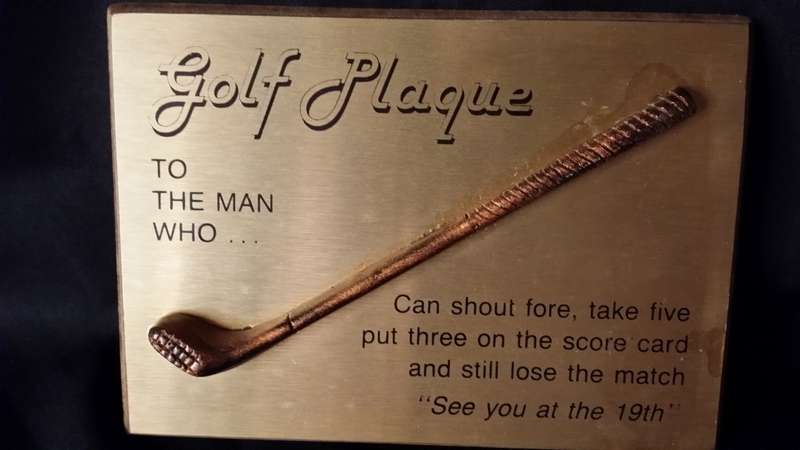 Golf Plaque
TO
THE MAN
WHO ...
Can shout fore, take five
put three on the score card
and still lose the match
"See you at the 19th"